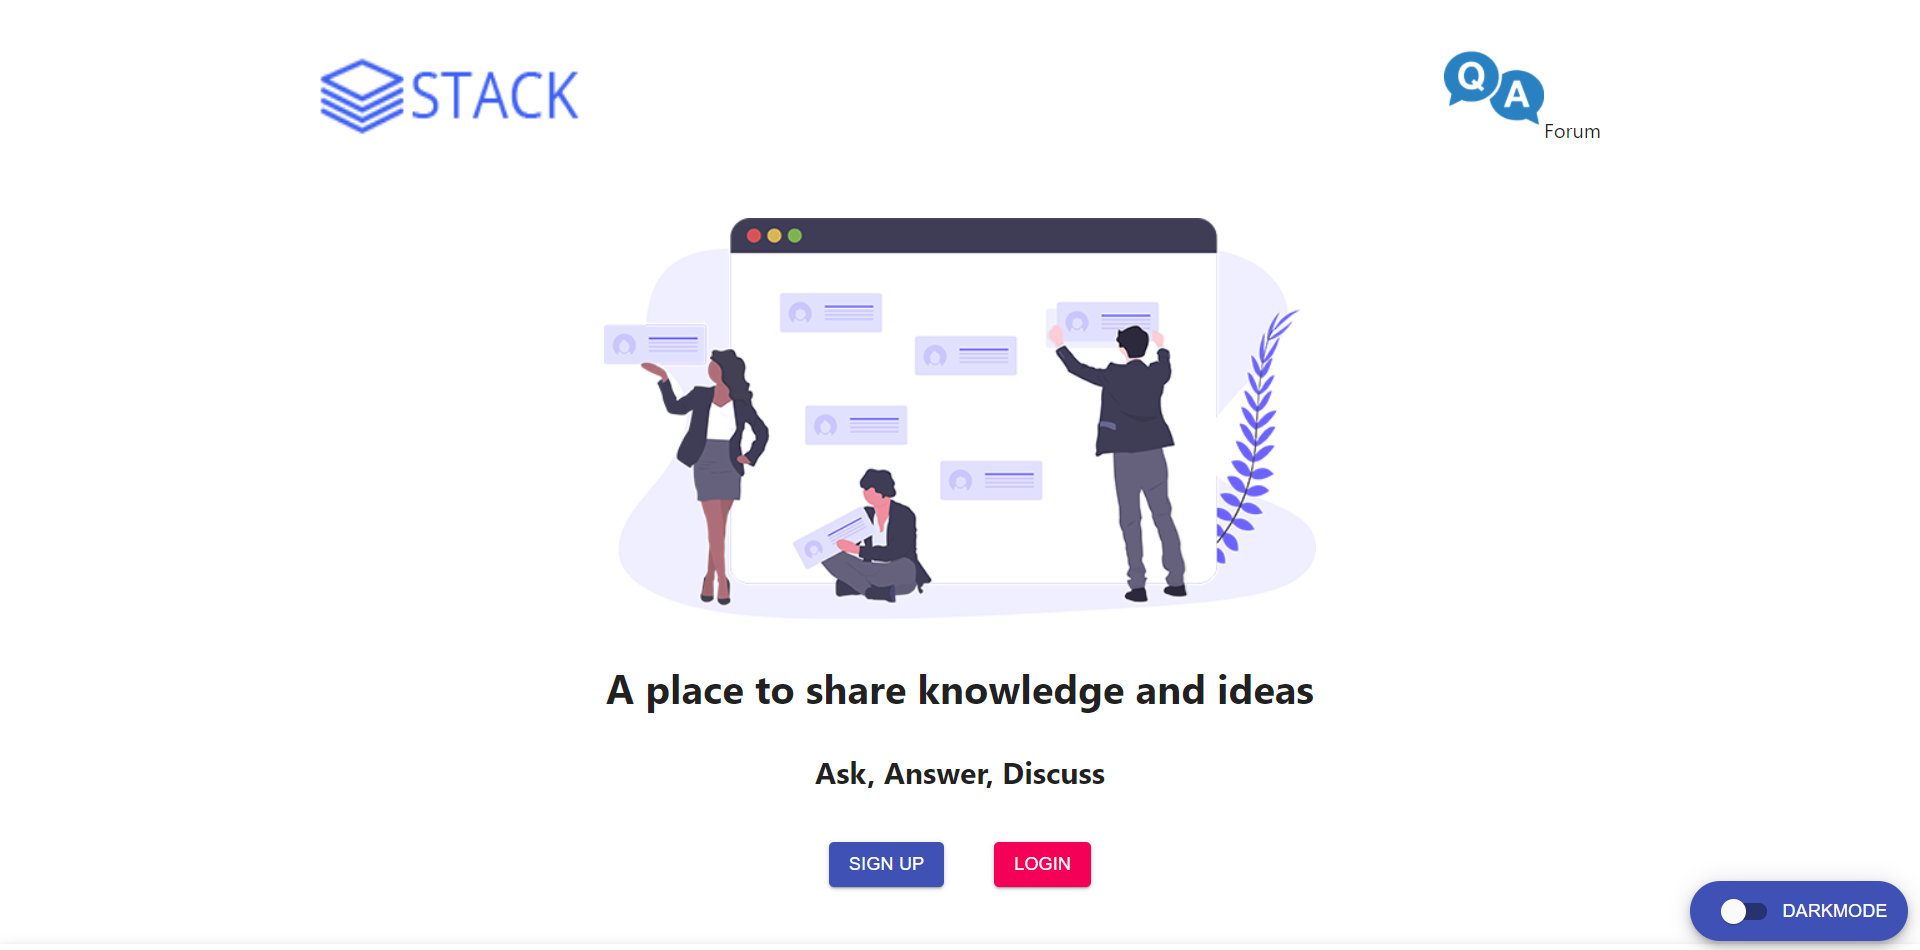 STACK
Q A
Forum
A place to share knowledge and ideas
Ask, Answer, Discuss
SIGN UP
LOGIN
DARKMODE